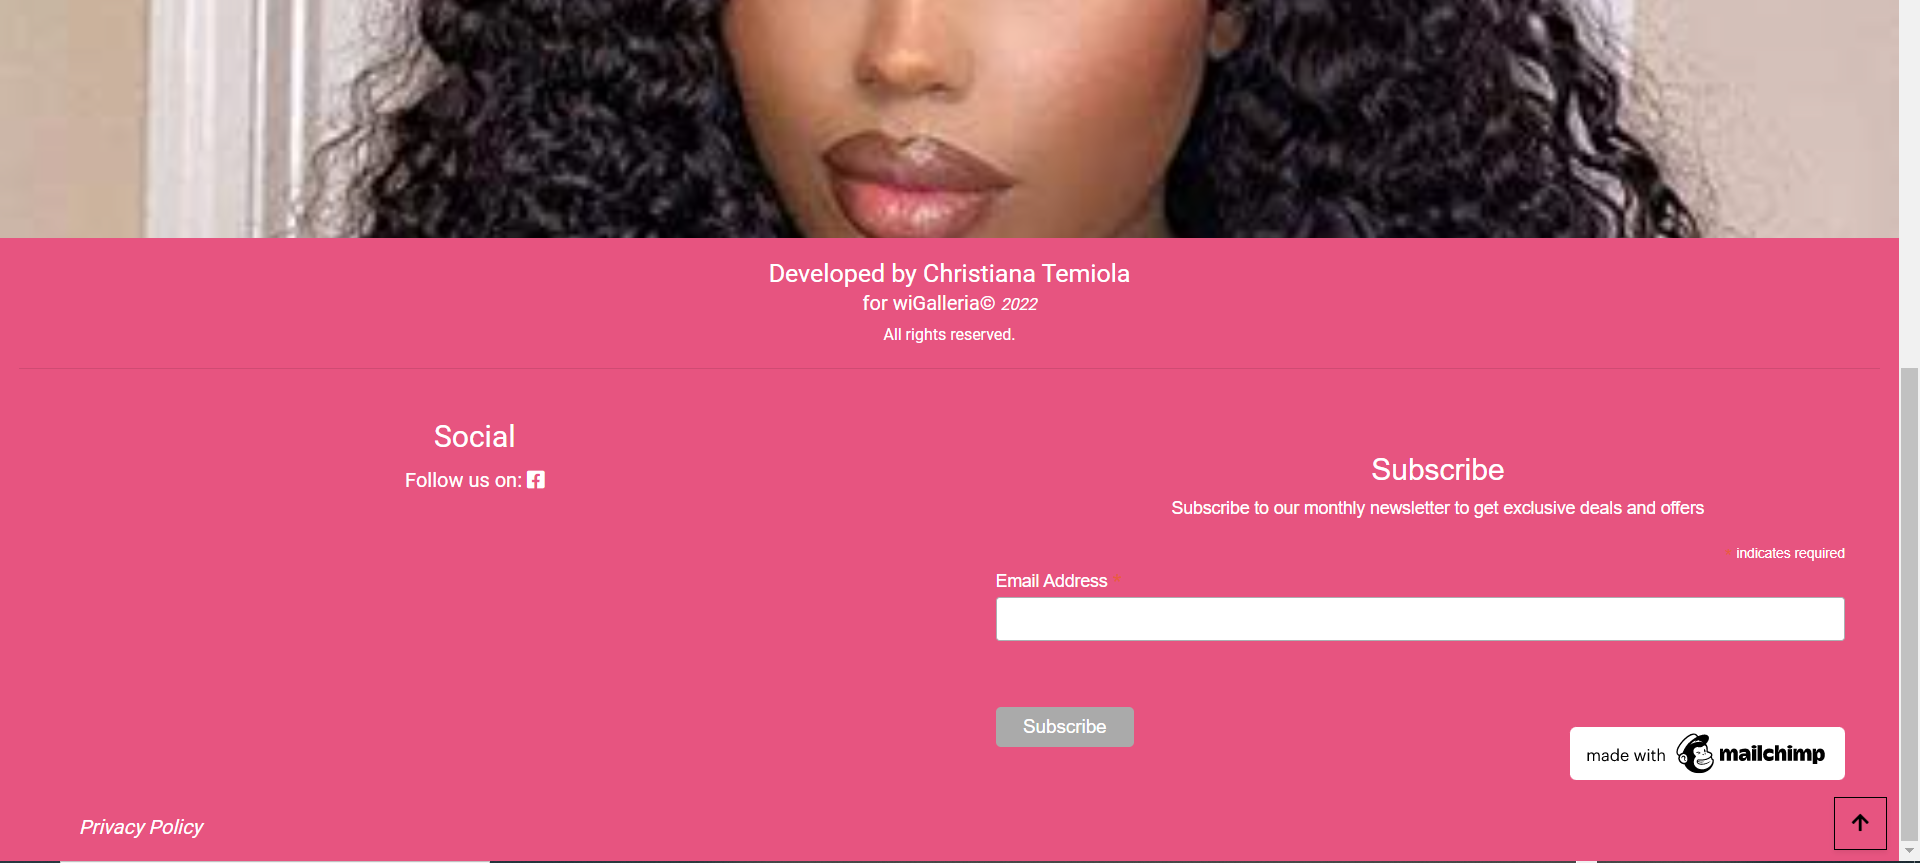 Developed by Christiana Temiola
for wiGalleria© 2022
All rights reserved.
Social
Follow us on:
Subscribe
Subscribe to our monthly newsletter to get exclusive deals and offers
* indicates required
Email Address *
Subscribe
made with mailchimp
Privacy Policy